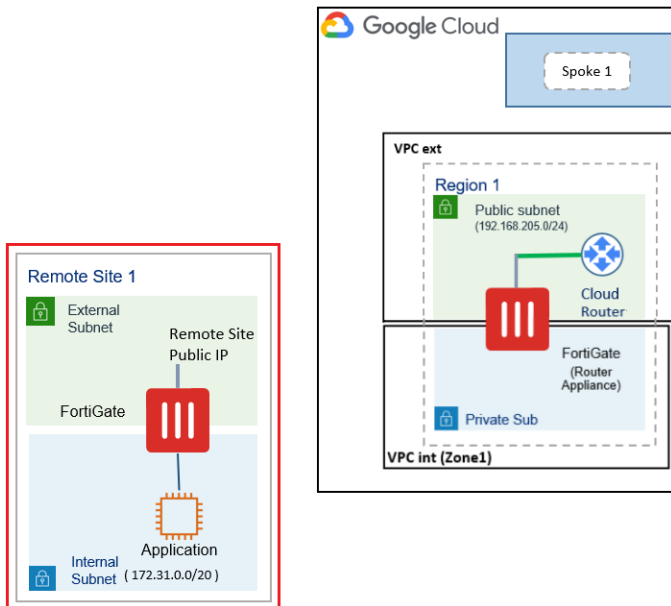 Google Cloud
Spoke 1
VPC ext
Region 1
Public subnet
(192.168.205.0/24)
Cloud
Router
FortiGate
(Router
Appliance)
Private Sub
VPC int (Zone1)
Remote Site 1
External
Subnet
Remote Site
Public IP
FortiGate
Application
Internal
Subnet ( 172.31.0.0/20 )